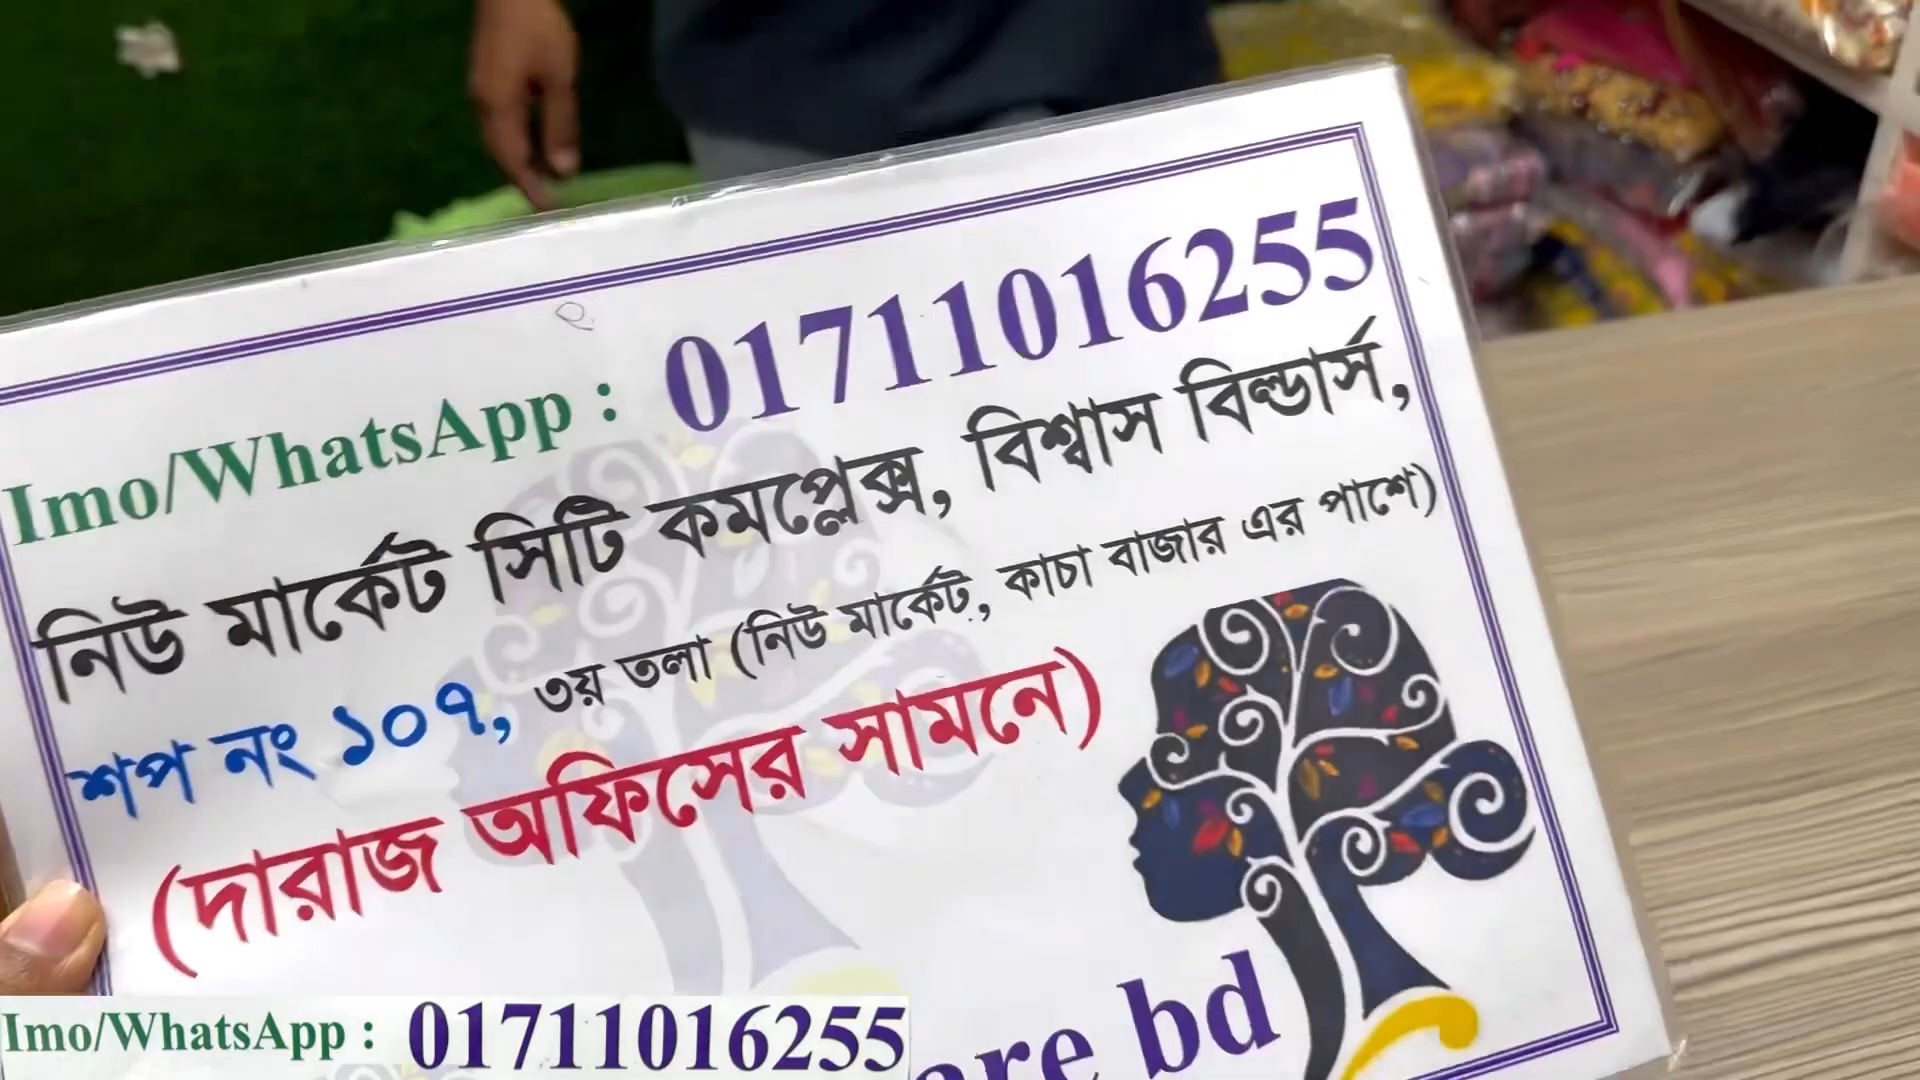 Imo/WhatsApp : 01711016255
নিউ মার্কেট সিটি কমপ্লেক্স, বিশ্বাস বিল্ডার্স,
শপ নং ১০৭, ৩য় তলা (নিউ মার্কেট, কাচা বাজার এর পাশে)
(দারাজ অফিসের সামনে)
bd
Imo/WhatsApp : 01711016255